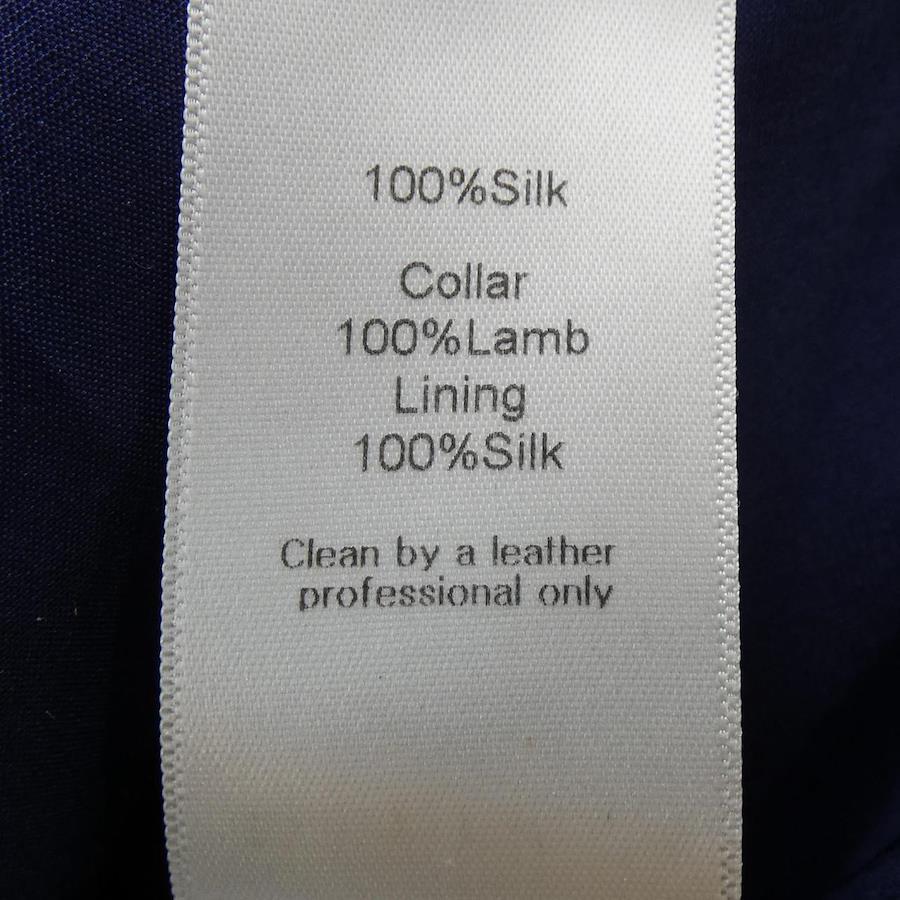 100%Silk
Collar
100%Lamb
Lining
100%Silk
Clean by a leather
professional only